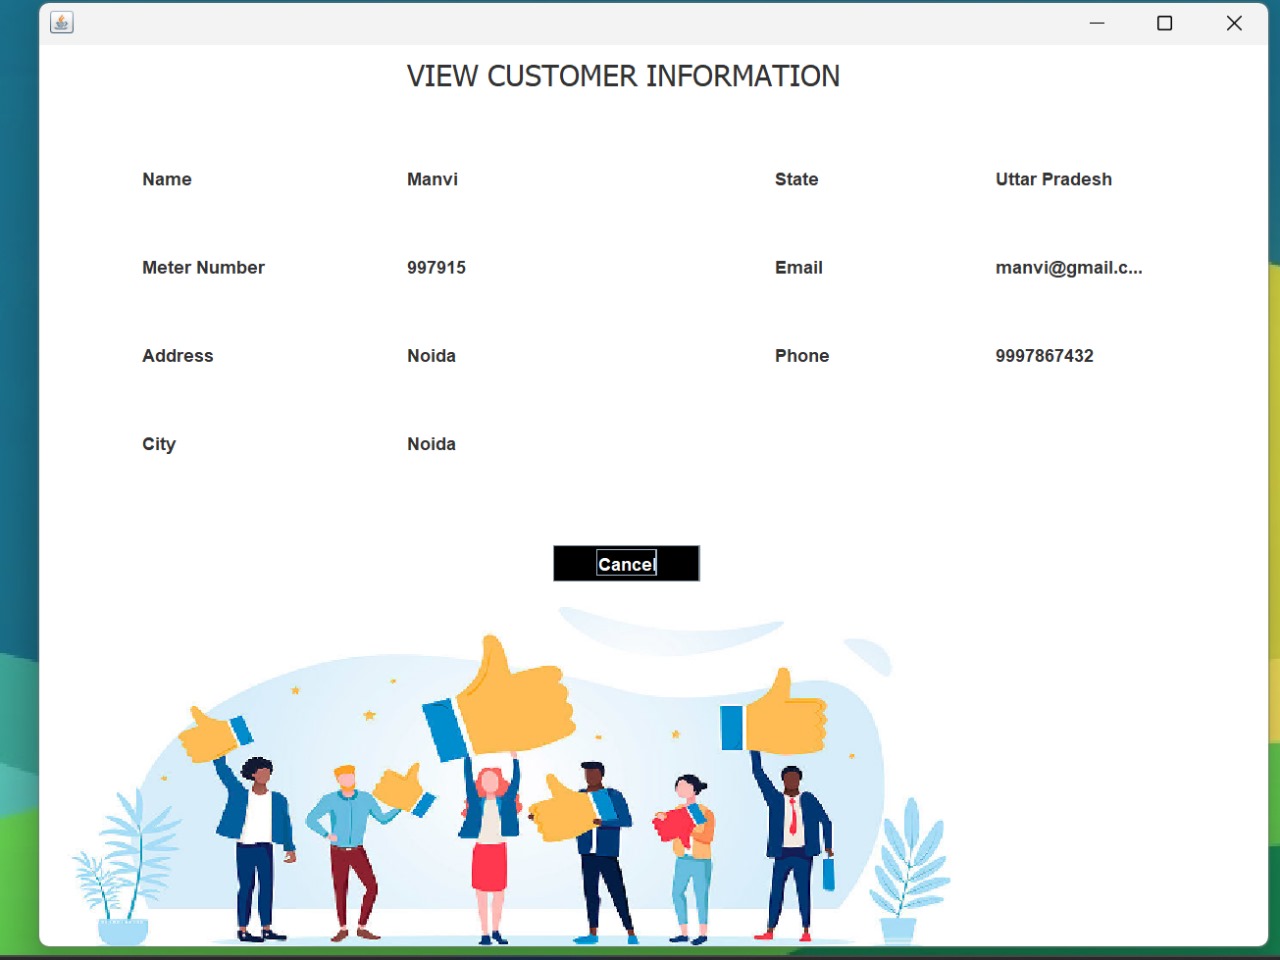 VIEW CUSTOMER INFORMATION
Name Manvi State Uttar Pradesh
Meter Number 997915 Email manvi@gmail.c...
Address Noida Phone 9997867432
City Noida
Cancel